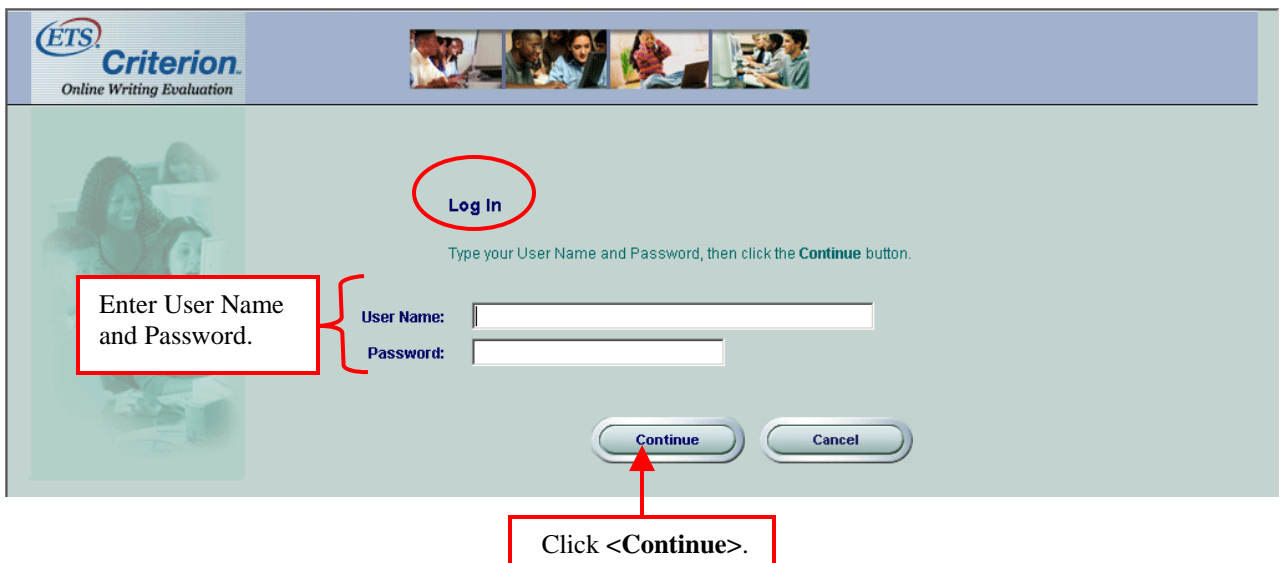 ETS
Criterion.
Online Writing Evaluation
Log In
Type your User Name and Password, then click the Continue button.
Enter User Name
and Password.
User Name:
Password:
Continue
Cancel
Click <Continue>.